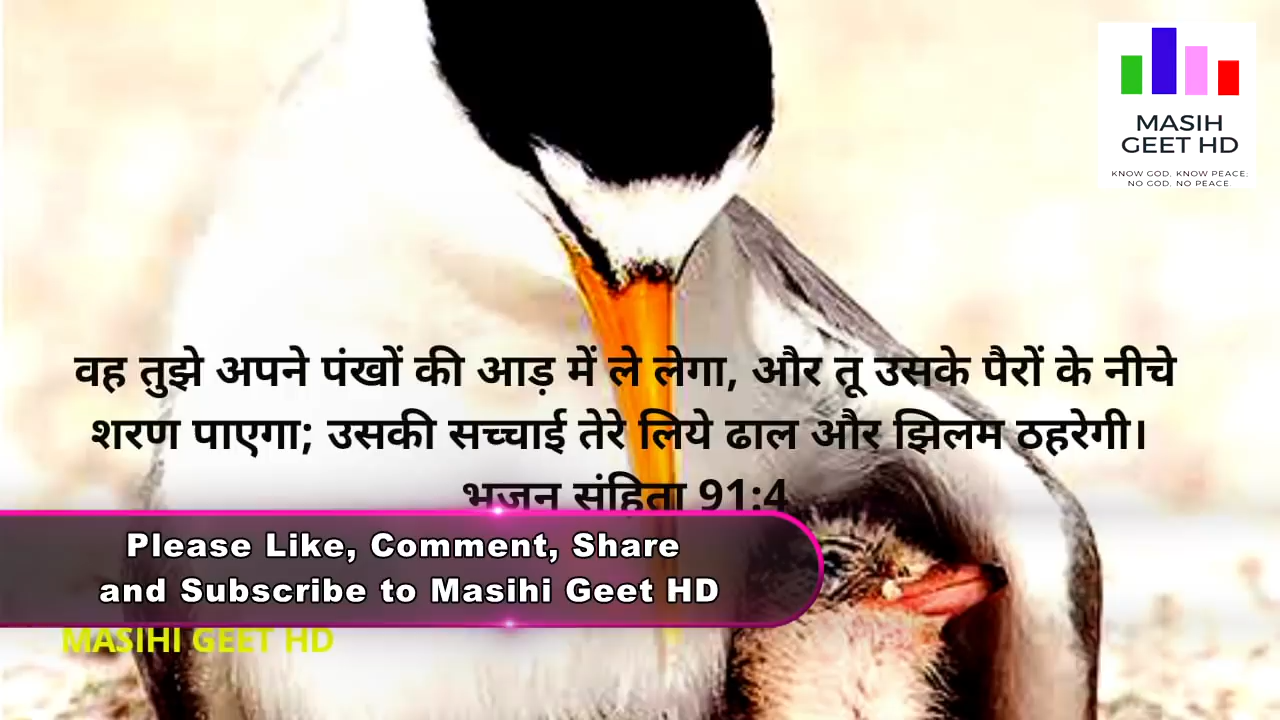 MASIH
GEET HD
KNOW GOD, KNOW PEACE;
NO GOD, NO PEACE
वह तुझे अपने पंखों की आड़ में ले लेगा, और तू उसके पैरों के नीचे
शरण पाएगा; उसकी सच्चाई तेरे लिये ढाल और झिलम ठहरेगी।
भजन संहिता 91:4
Please Like, Comment, Share
and Subscribe to Masihi Geet HD
MASIHI GEET HD